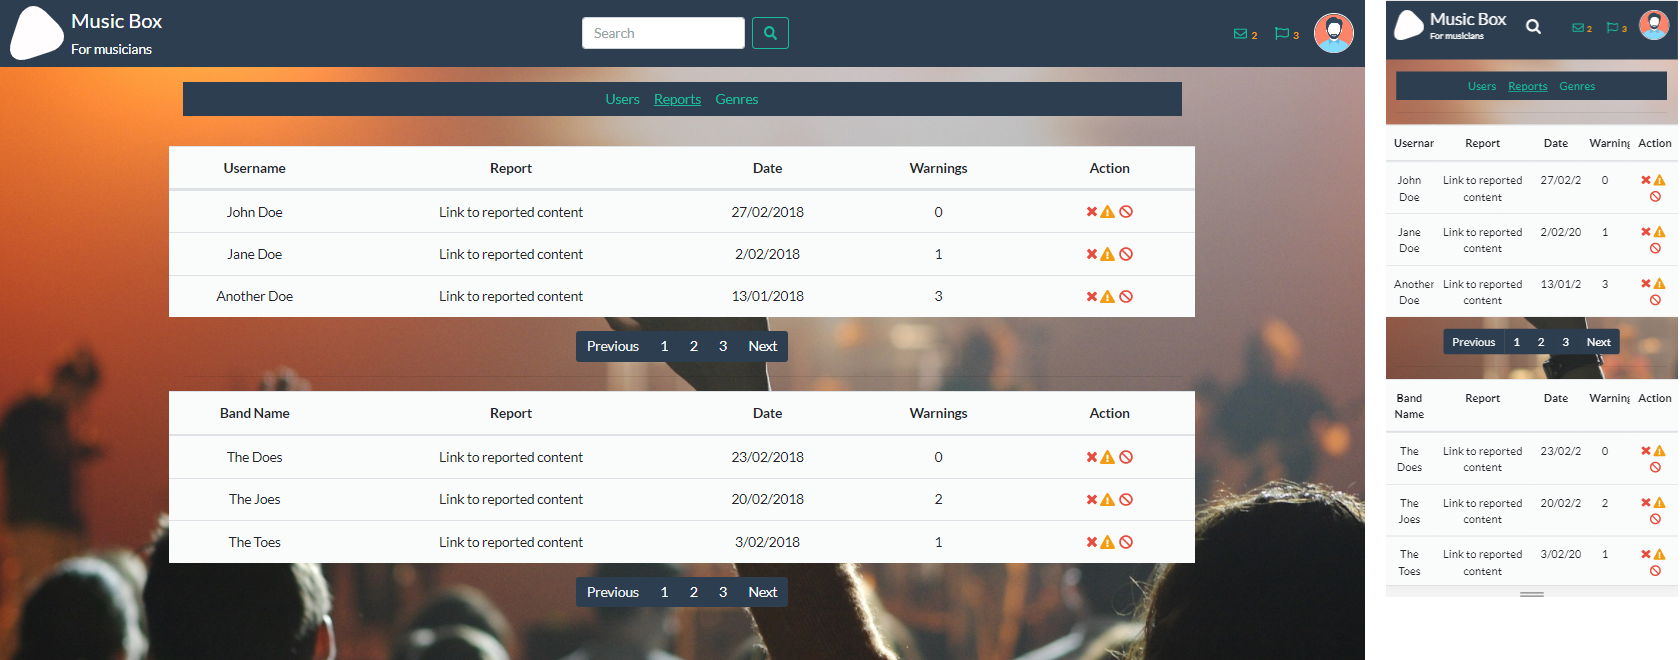 Music Box
For musicians
Search
2
3
Users Reports Genres
Username Report Date Warnings Action
John Doe Link to reported content 27/02/2018 0
Jane Doe Link to reported content 2/02/2018 1
Another Doe Link to reported content 13/01/2018 3
Previous 1 2 3 Next
Band Name Report Date Warnings Action
The Does Link to reported content 23/02/2018 0
The Joes Link to reported content 20/02/2018 2
The Toes Link to reported content 3/02/2018 1
Previous 1 2 3 Next
Music Box
For musicians
2
3
Users Reports Genres
Usernar Report Date Warning Action
John Link to reported 27/02/2 0
Doe content
Jane Link to reported 2/02/20 1
Doe content
Another Link to reported 13/01/2 3
Doe content
Previous 1 2 3 Next
Band Report Date Warning Action
Name
The Link to reported 23/02/2 0
Does content
The Link to reported 20/02/2 2
Joes content
The Link to reported 3/02/20 1
Toes content